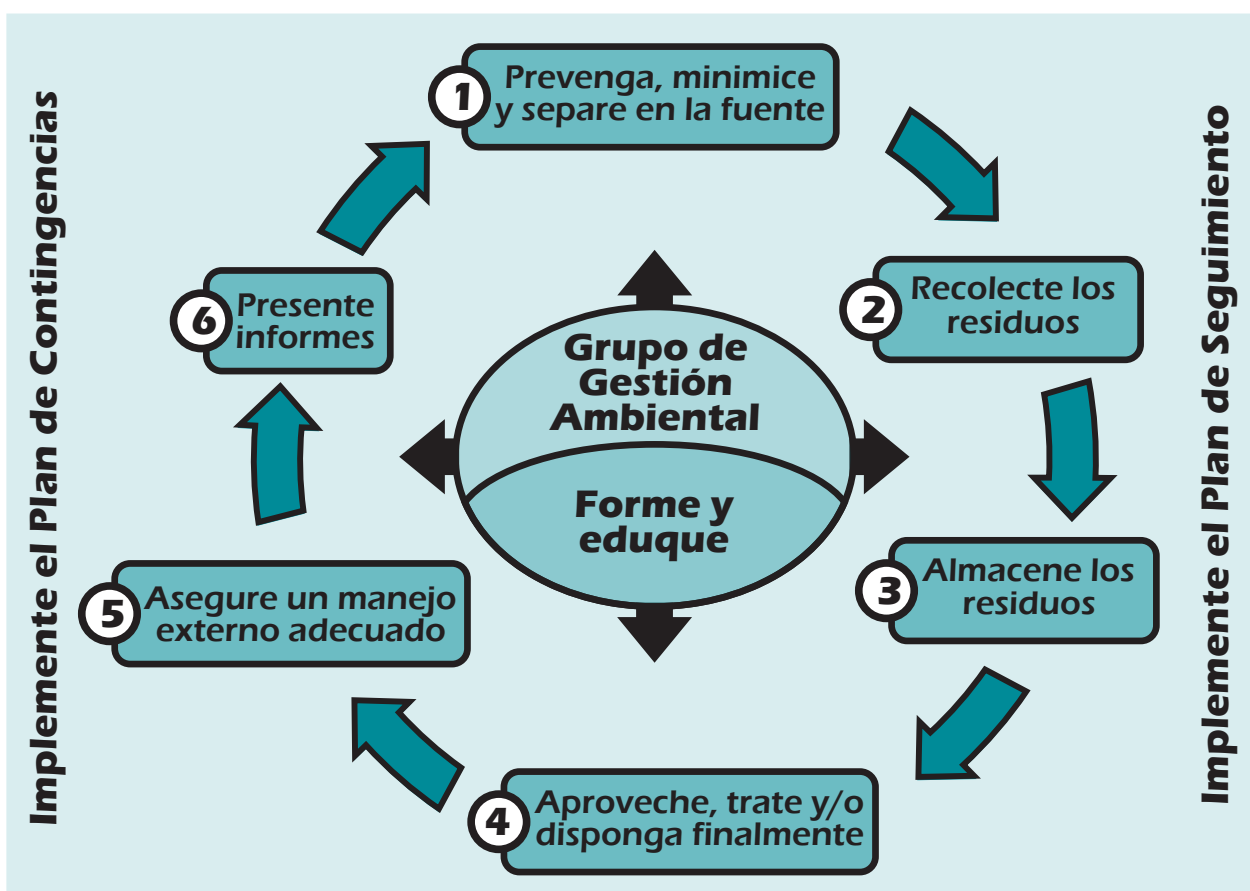 Implemente el Plan de Contingencias
1
Prevenga, minimice
y separe en la fuente
2
Recolecte los
residuos
3
Almacene los
residuos
4
Aproveche, trate y/o
disponga finalmente
5
Asegure un manejo
externo adecuado
6
Presente
informes
Grupo de
Gestión
Ambiental
Forme y
eduque
Implemente el Plan de Seguimiento